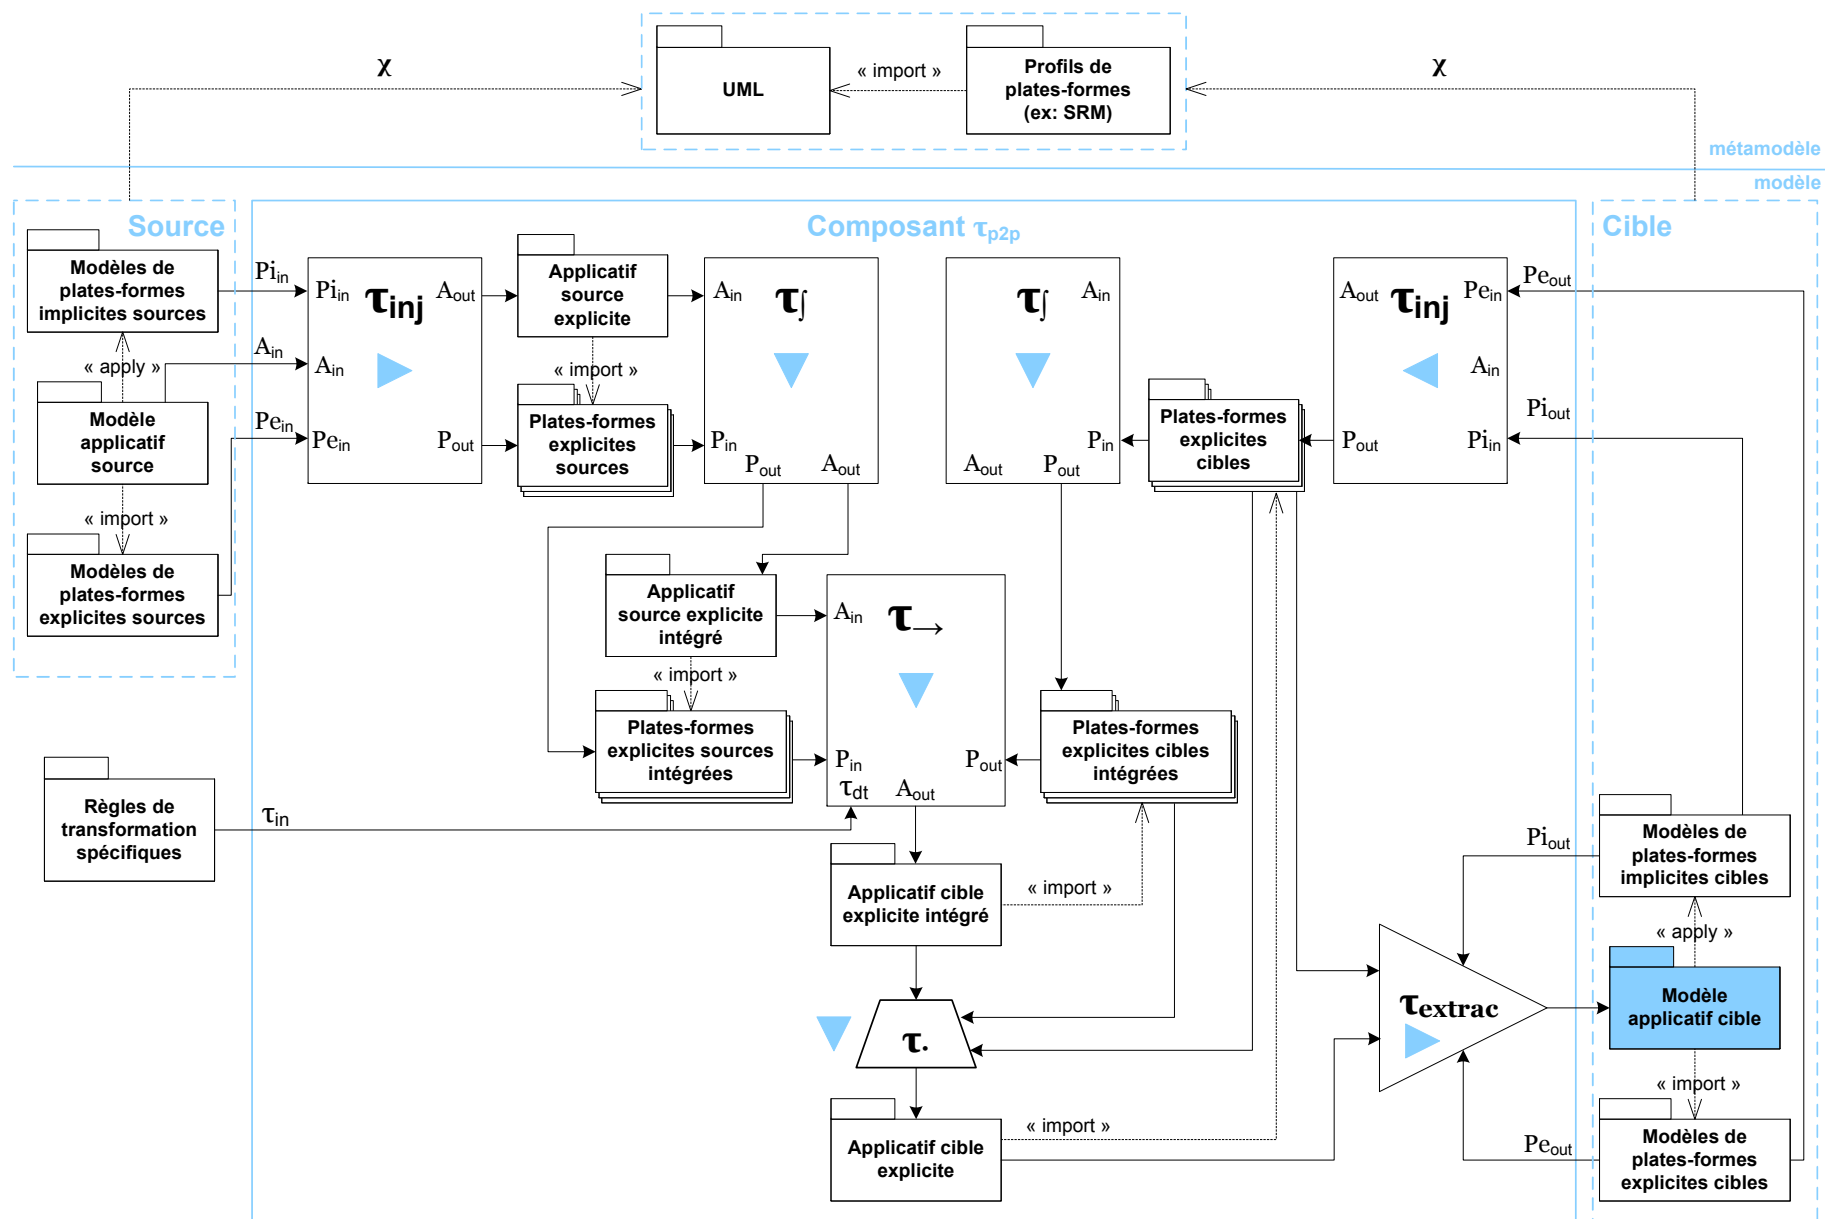 χ
UML
« import »
Profils de
plates-formes
(ex: SRM)
χ
métamodèle
modèle
Source
Modèles de
plates-formes
implicites sources
« apply »
Modèle
applicatif
source
« import »
Modèles de
plates-formes
explicites sources
Règles de
transformation
spécifiques
Composant τp2p
Piin
Ain
Pein
τin
Piin
τinj
Aout
Ain
Pein
Pout
Applicatif
source
explicite
« import »
Plates-formes
explicites
sources
Ain
τ∫
Pin
Pout
Aout
τ∫
Ain
Pin
Aout
Pout
Plates-formes
explicites
cibles
Aout
τinj
Pein
Ain
Pout
Piin
Peout
Piout
Applicatif
source explicite
intégré
« import »
Plates-formes
explicites sources
intégrées
Ain
τ→
Pin
τdt
Aout
Pout
Plates-formes
explicites cibles
intégrées
Applicatif cible
explicite intégré
« import »
τ.
Applicatif cible
explicite
« import »
τextrac
Piout
Peout
Cible
Modèles de
plates-formes
implicites cibles
« apply »
Modèle
applicatif cible
« import »
Modèles de
plates-formes
explicites cibles